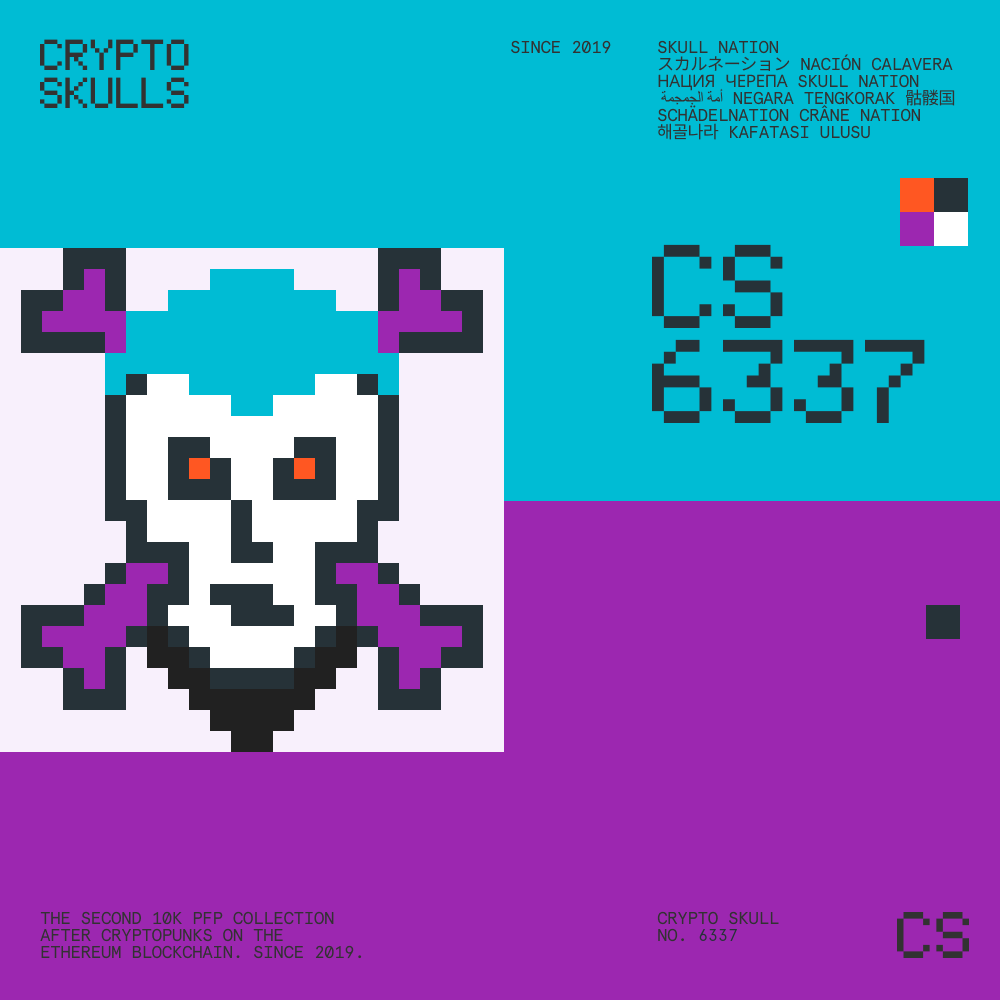 CRYPTO
SKULLS
SINCE 2019
SKULL NATION
スカルネーション NACIÓN CALAVERA
НАЦИЯ ЧЕРЕПА SKULL NATION
أمة الجمجمة NEGARA TENGKORAK 骷髅国
SCHÄDELNATION CRÂNE NATION
해골나라 KAFATASI ULUSU
CS
6337
THE SECOND 10K PFP COLLECTION
AFTER CRYPTOPUNKS ON THE
ETHEREUM BLOCKCHAIN. SINCE 2019.
CRYPTO SKULL
NO. 6337
CS